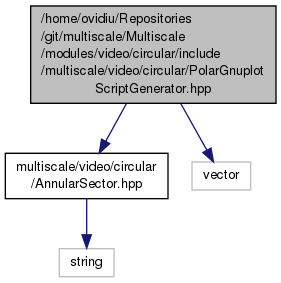 /home/ovidiu/Repositories
/git/multiscale/Multiscale
/modules/video/circular/include
/multiscale/video/circular/PolarGnuplot
ScriptGenerator.hpp
multiscale/video/circular
/AnnularSector.hpp
vector
string